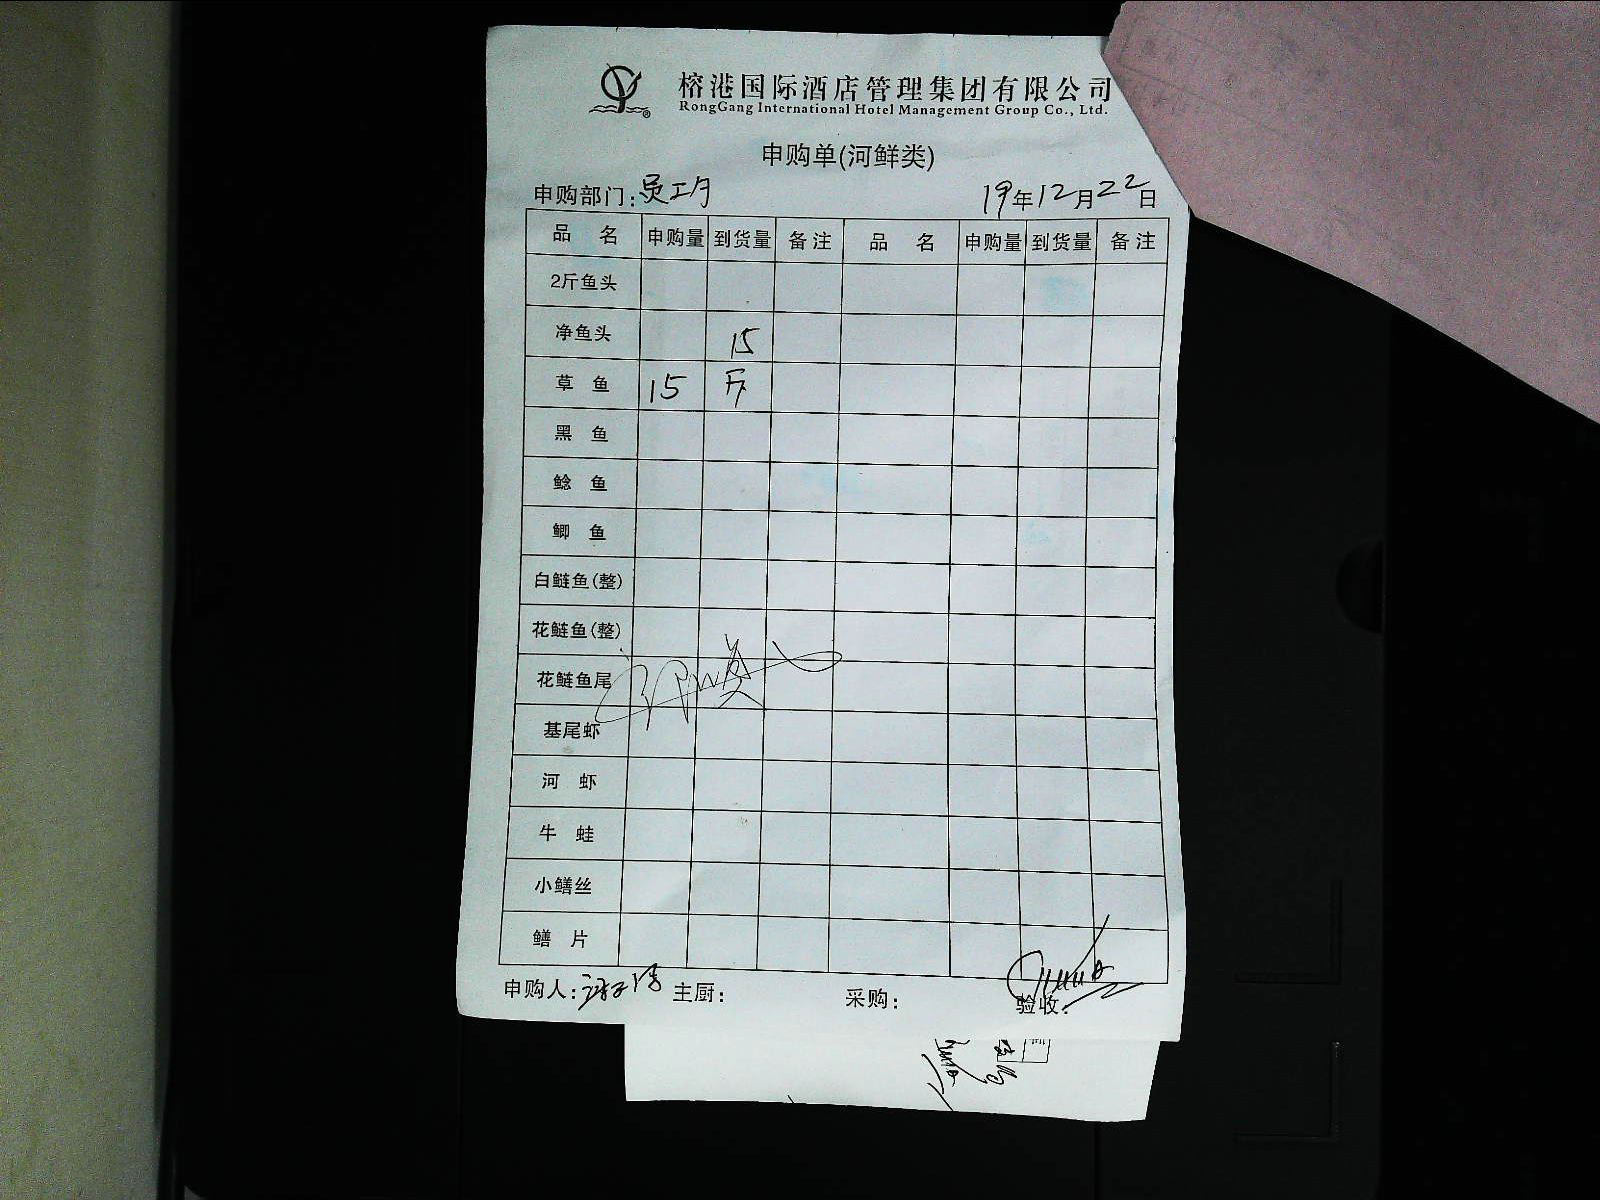 榕港国际酒店管理集团有限公司
RongGang International Hotel Management Group Co., Ltd.
申购单(河鲜类)
申购部门: 员工 19年12月22日
品 名 申购量 到货量 备注 品 名 申购量 到货量 备注
2斤鱼头
净鱼头 15
草 鱼 15 斤
黑 鱼
鲶 鱼
鲫 鱼
白鲢鱼(整)
花鲢鱼(整)
花鲢鱼尾
基尾虾
河 虾
牛 蛙
小鳝丝
鳝 片
申购人: 主厨: 采购: 验收: